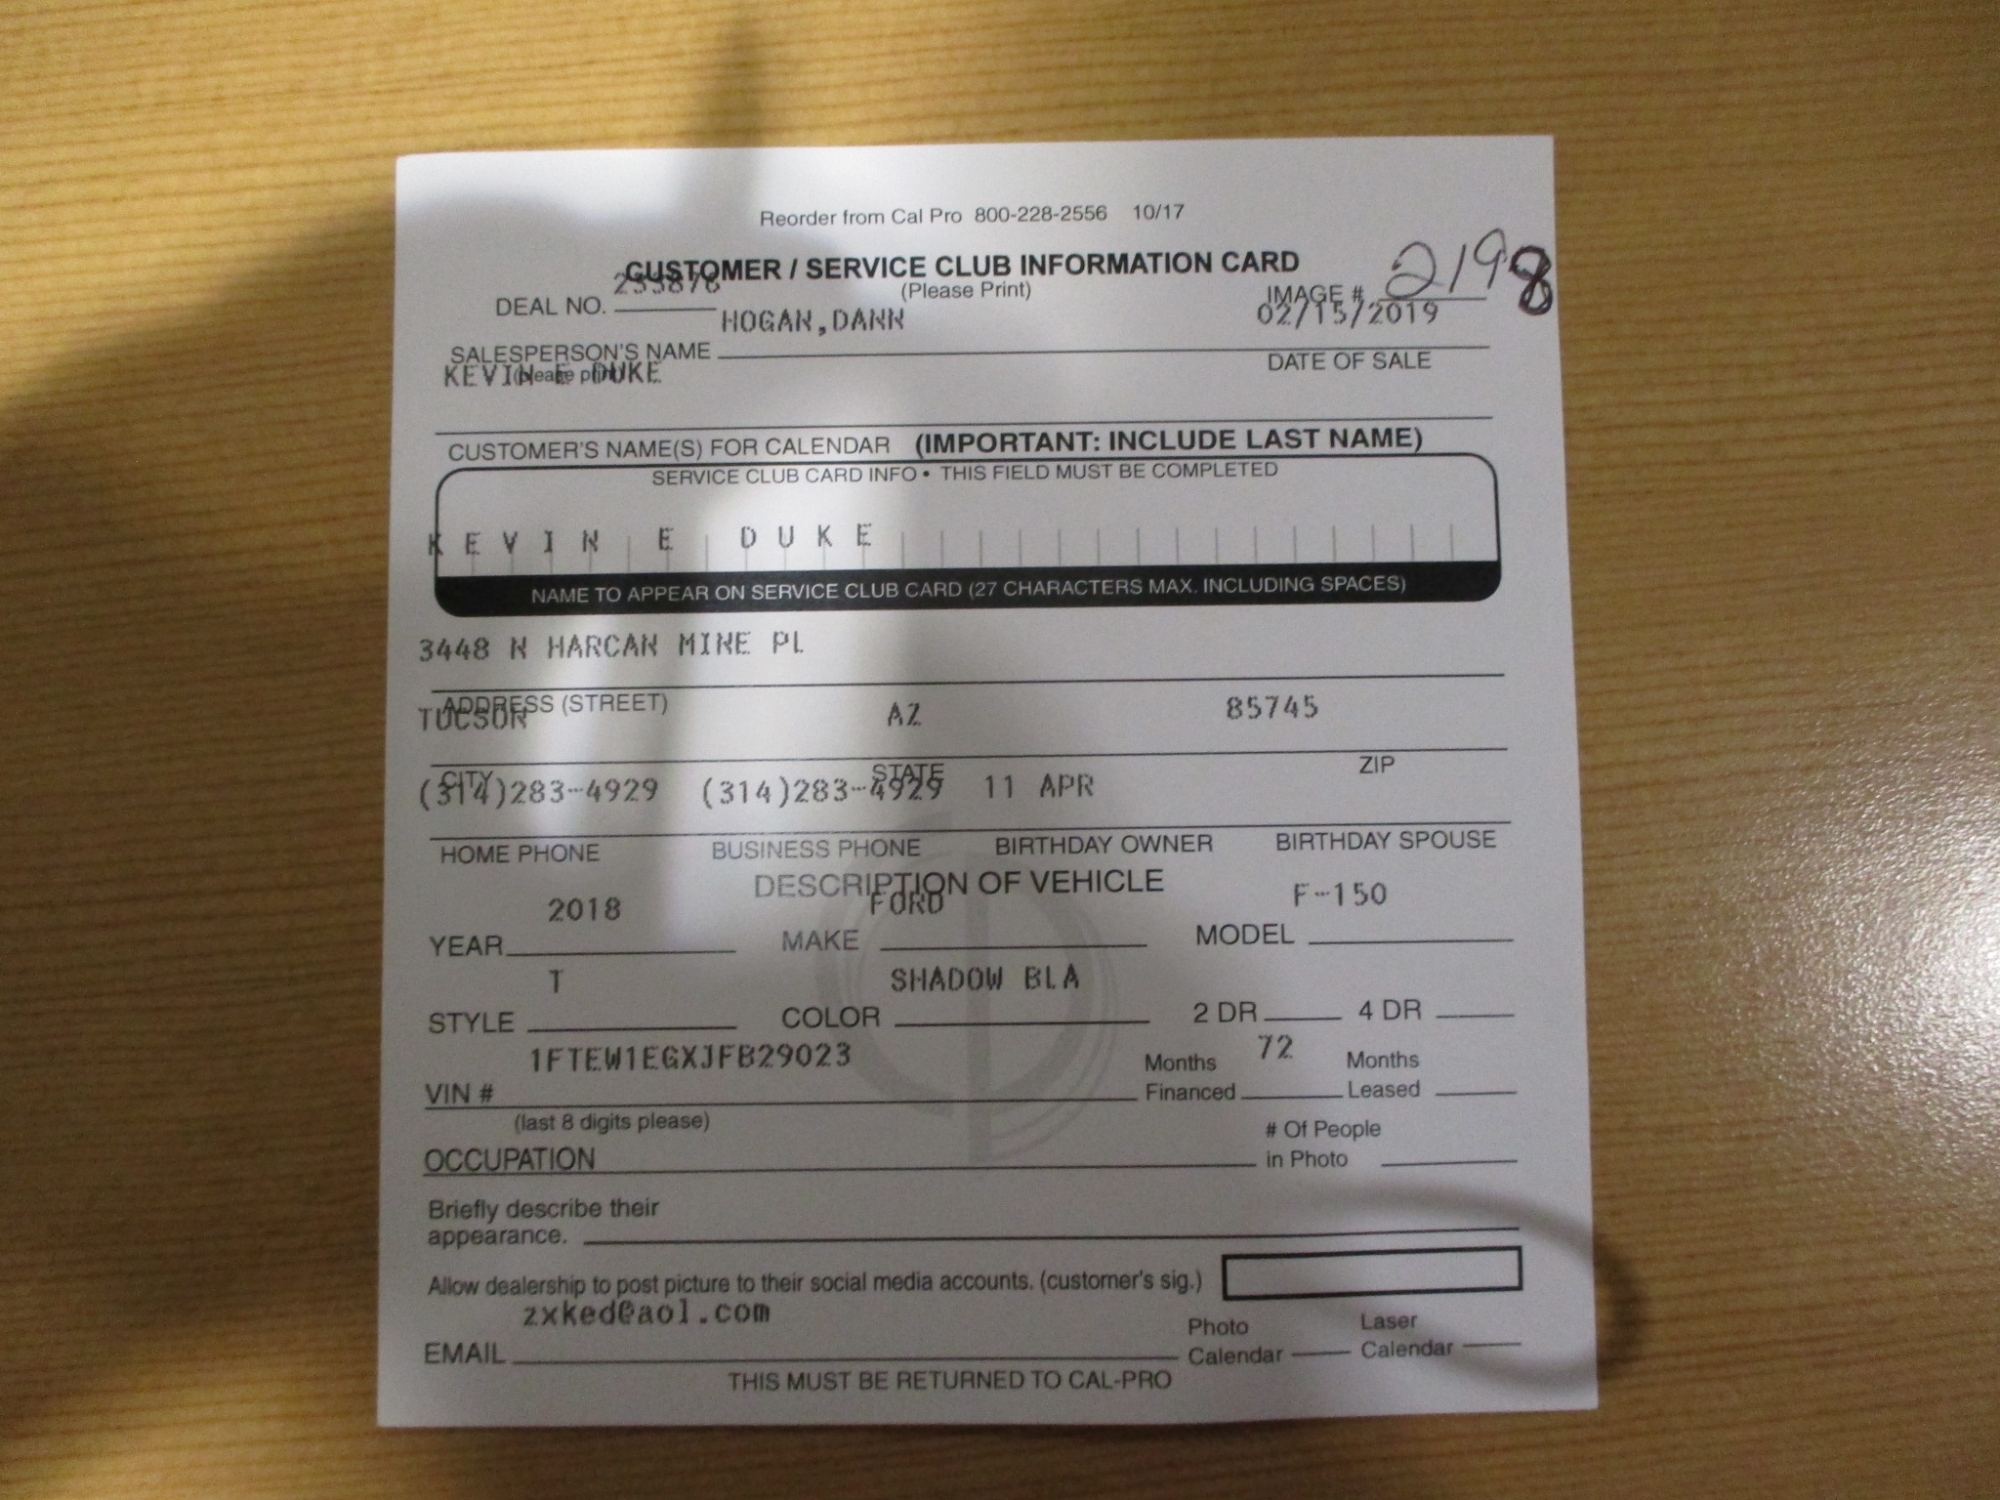 Reorder from Cal Pro 800-228-2556 10/17
CUSTOMER / SERVICE CLUB INFORMATION CARD
(Please Print)
DEAL NO. 233876
IMAGE # 2198
HOGAN,DANN 02/15/2019
SALESPERSON'S NAME DATE OF SALE
(please print)
KEVIN E DUKE
CUSTOMER'S NAME(S) FOR CALENDAR (IMPORTANT: INCLUDE LAST NAME)
SERVICE CLUB CARD INFO • THIS FIELD MUST BE COMPLETED
KEVIN E DUKE
NAME TO APPEAR ON SERVICE CLUB CARD (27 CHARACTERS MAX. INCLUDING SPACES)
3448 N HARCAN MINE PL
ADDRESS (STREET)
TUCSON AZ 85745
CITY STATE ZIP
(314)283-4929 (314)283-4929 11 APR
HOME PHONE BUSINESS PHONE BIRTHDAY OWNER BIRTHDAY SPOUSE
DESCRIPTION OF VEHICLE
2018 FORD F-150
YEAR MAKE MODEL
T SHADOW BLA
STYLE COLOR 2 DR 4 DR
1FTEW1EGXJFB29023 Months 72 Months
VIN # Financed Leased
(last 8 digits please) # Of People
OCCUPATION in Photo
Briefly describe their
appearance.
Allow dealership to post picture to their social media accounts. (customer's sig.)
zxked@aol.com Photo Laser
EMAIL Calendar Calendar
THIS MUST BE RETURNED TO CAL-PRO